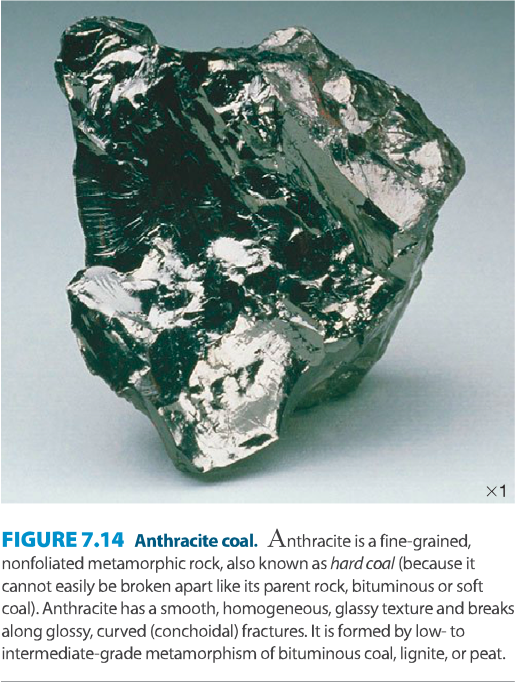 ×1
FIGURE 7.14 Anthracite coal. Anthracite is a fine-grained,
nonfoliated metamorphic rock, also known as hard coal (because it
cannot easily be broken apart like its parent rock, bituminous or soft
coal). Anthracite has a smooth, homogeneous, glassy texture and breaks
along glossy, curved (conchoidal) fractures. It is formed by low- to
intermediate-grade metamorphism of bituminous coal, lignite, or peat.